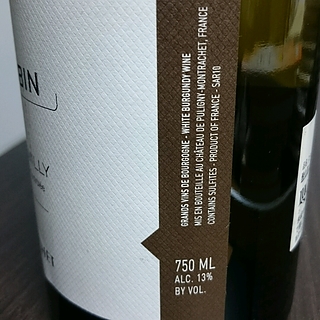 BIN
LLY
GRANDS VINS DE BOURGOGNE - WHITE BURGUNDY WINE
MIS EN BOUTEILLE AU CHÂTEAU DE PULIGNY-MONTRACHET, FRANCE
CONTAINS SULFITES - PRODUCT OF FRANCE - SAR10
750 ML
ALC. 13%
BY VOL.